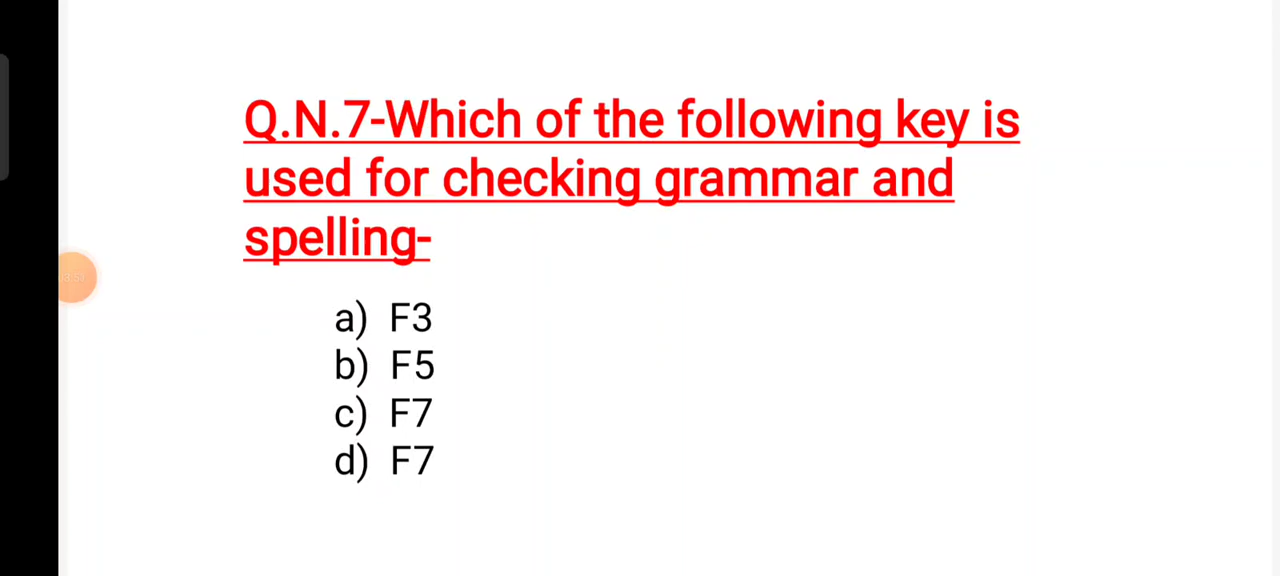 Q.N.7-Which of the following key is
used for checking grammar and
spelling-
a) F3
b) F5
c) F7
d) F7